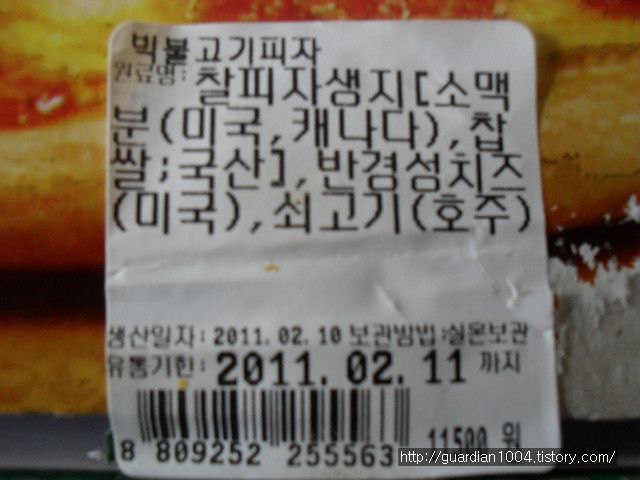 빅불고기피자
원료명: 찰피자생지[소맥
분(미국,캐나다),찹
쌀;국산],반경성치즈
(미국),쇠고기(호주)
생산일자: 2011.02.10 보관방법:실온보관
유통기한: 2011.02.11 까지
8 809252 255563
11500 원
http://guardian1004.tistory.com/